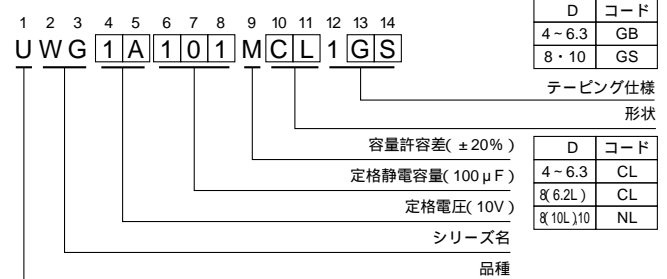 D コード
4~6.3 GB
8・10 GS
1 2 3 4 5 6 7 8 9 10 11 12 13 14
U W G 1 A 1 0 1 M C L 1 G S
テーピング仕様
形状
容量許容差( ±20% )
定格静電容量( 100μF )
定格電圧( 10V )
シリーズ名
品種
D コード
4~6.3 CL
8( 6.2L ) CL
8( 10L ),10 NL